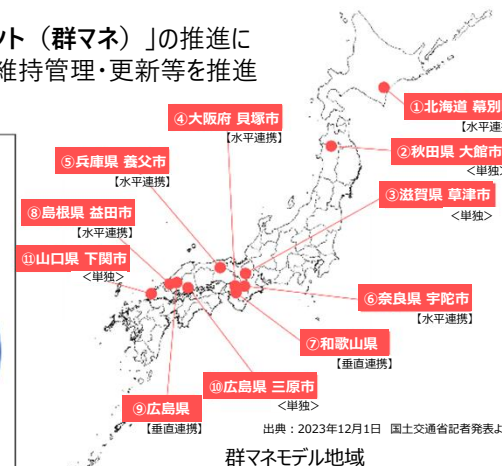 ント（群マネ）」の推進に
維持管理・更新等を推進
①北海道 幕別
【水平連
②秋田県 大館市
＜単独＞
③滋賀県 草津市
＜単独＞
④大阪府 貝塚市
【水平連携】
⑤兵庫県 養父市
【水平連携】
⑧島根県 益田市
【水平連携】
⑪山口県 下関市
＜単独＞
⑥奈良県 宇陀市
【水平連携】
⑦和歌山県
【垂直連携】
⑩広島県 三原市
＜単独＞
⑨広島県
【垂直連携】
出典：2023年12月1日 国土交通省記者発表よ
群マネモデル地域